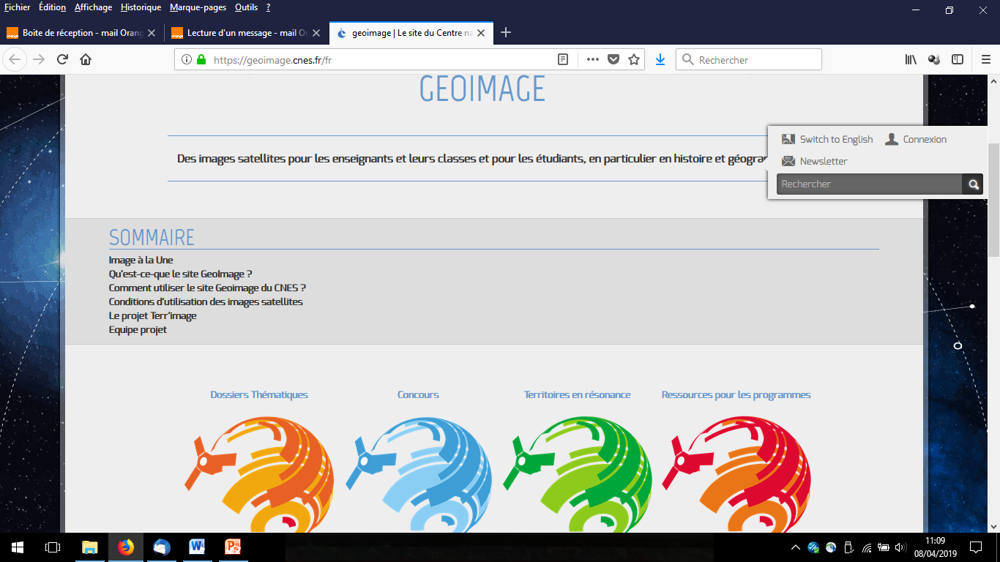 Fichier Édition Affichage Historique Marque-pages Outils ?
Boite de réception - mail Orang
Lecture d'un message - mail O
geoimage | Le site du Centre na
https://geoimage.cnes.fr/fr
Rechercher
GEOIMAGE
Switch to English Connexion
Newsletter
Rechercher
Des images satellites pour les enseignants et leurs classes et pour les étudiants, en particulier en histoire et géogra
SOMMAIRE
Image à la Une
Qu'est-ce-que le site GeoImage ?
Comment utiliser le site Geoimage du CNES ?
Conditions d'utilisation des images satellites
Le projet Terr'image
Equipe projet
Dossiers Thématiques
Concours
Territoires en résonance
Ressources pour les programmes
11:09
08/04/2019